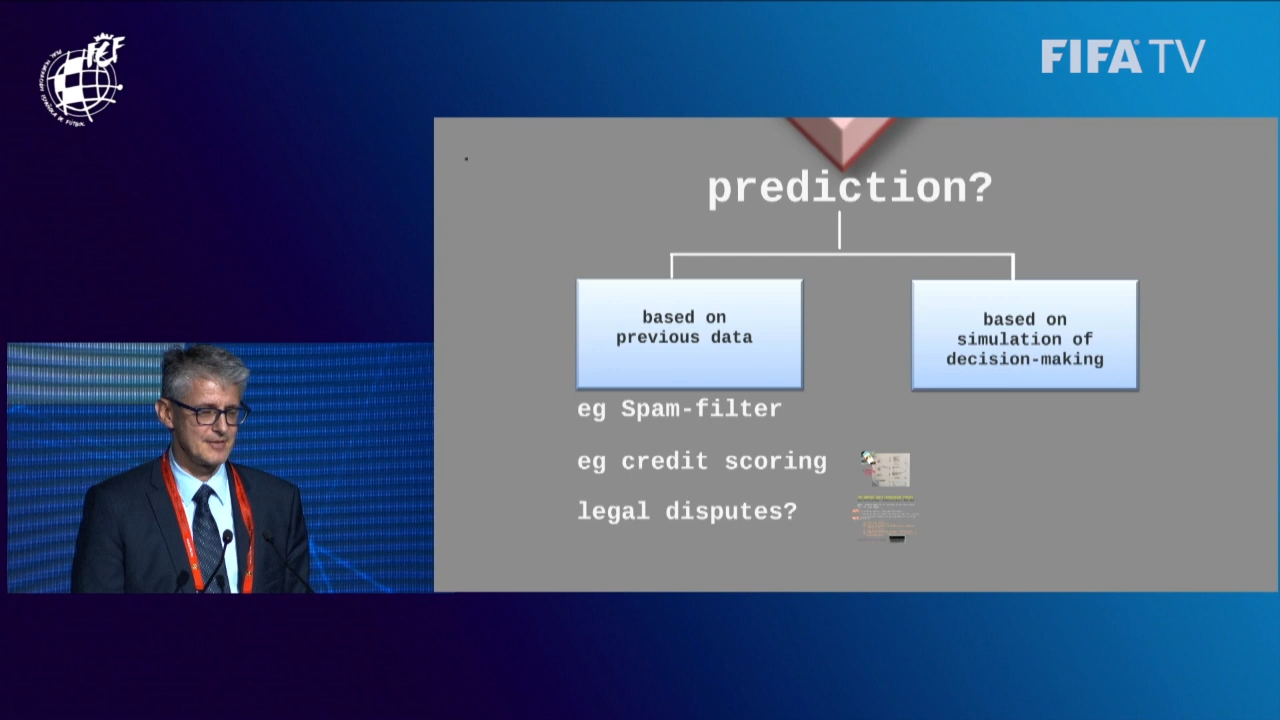 FIFA TV
prediction?
based on
previous data
based on
simulation of
decision-making
eg Spam-filter
eg credit scoring
legal disputes?